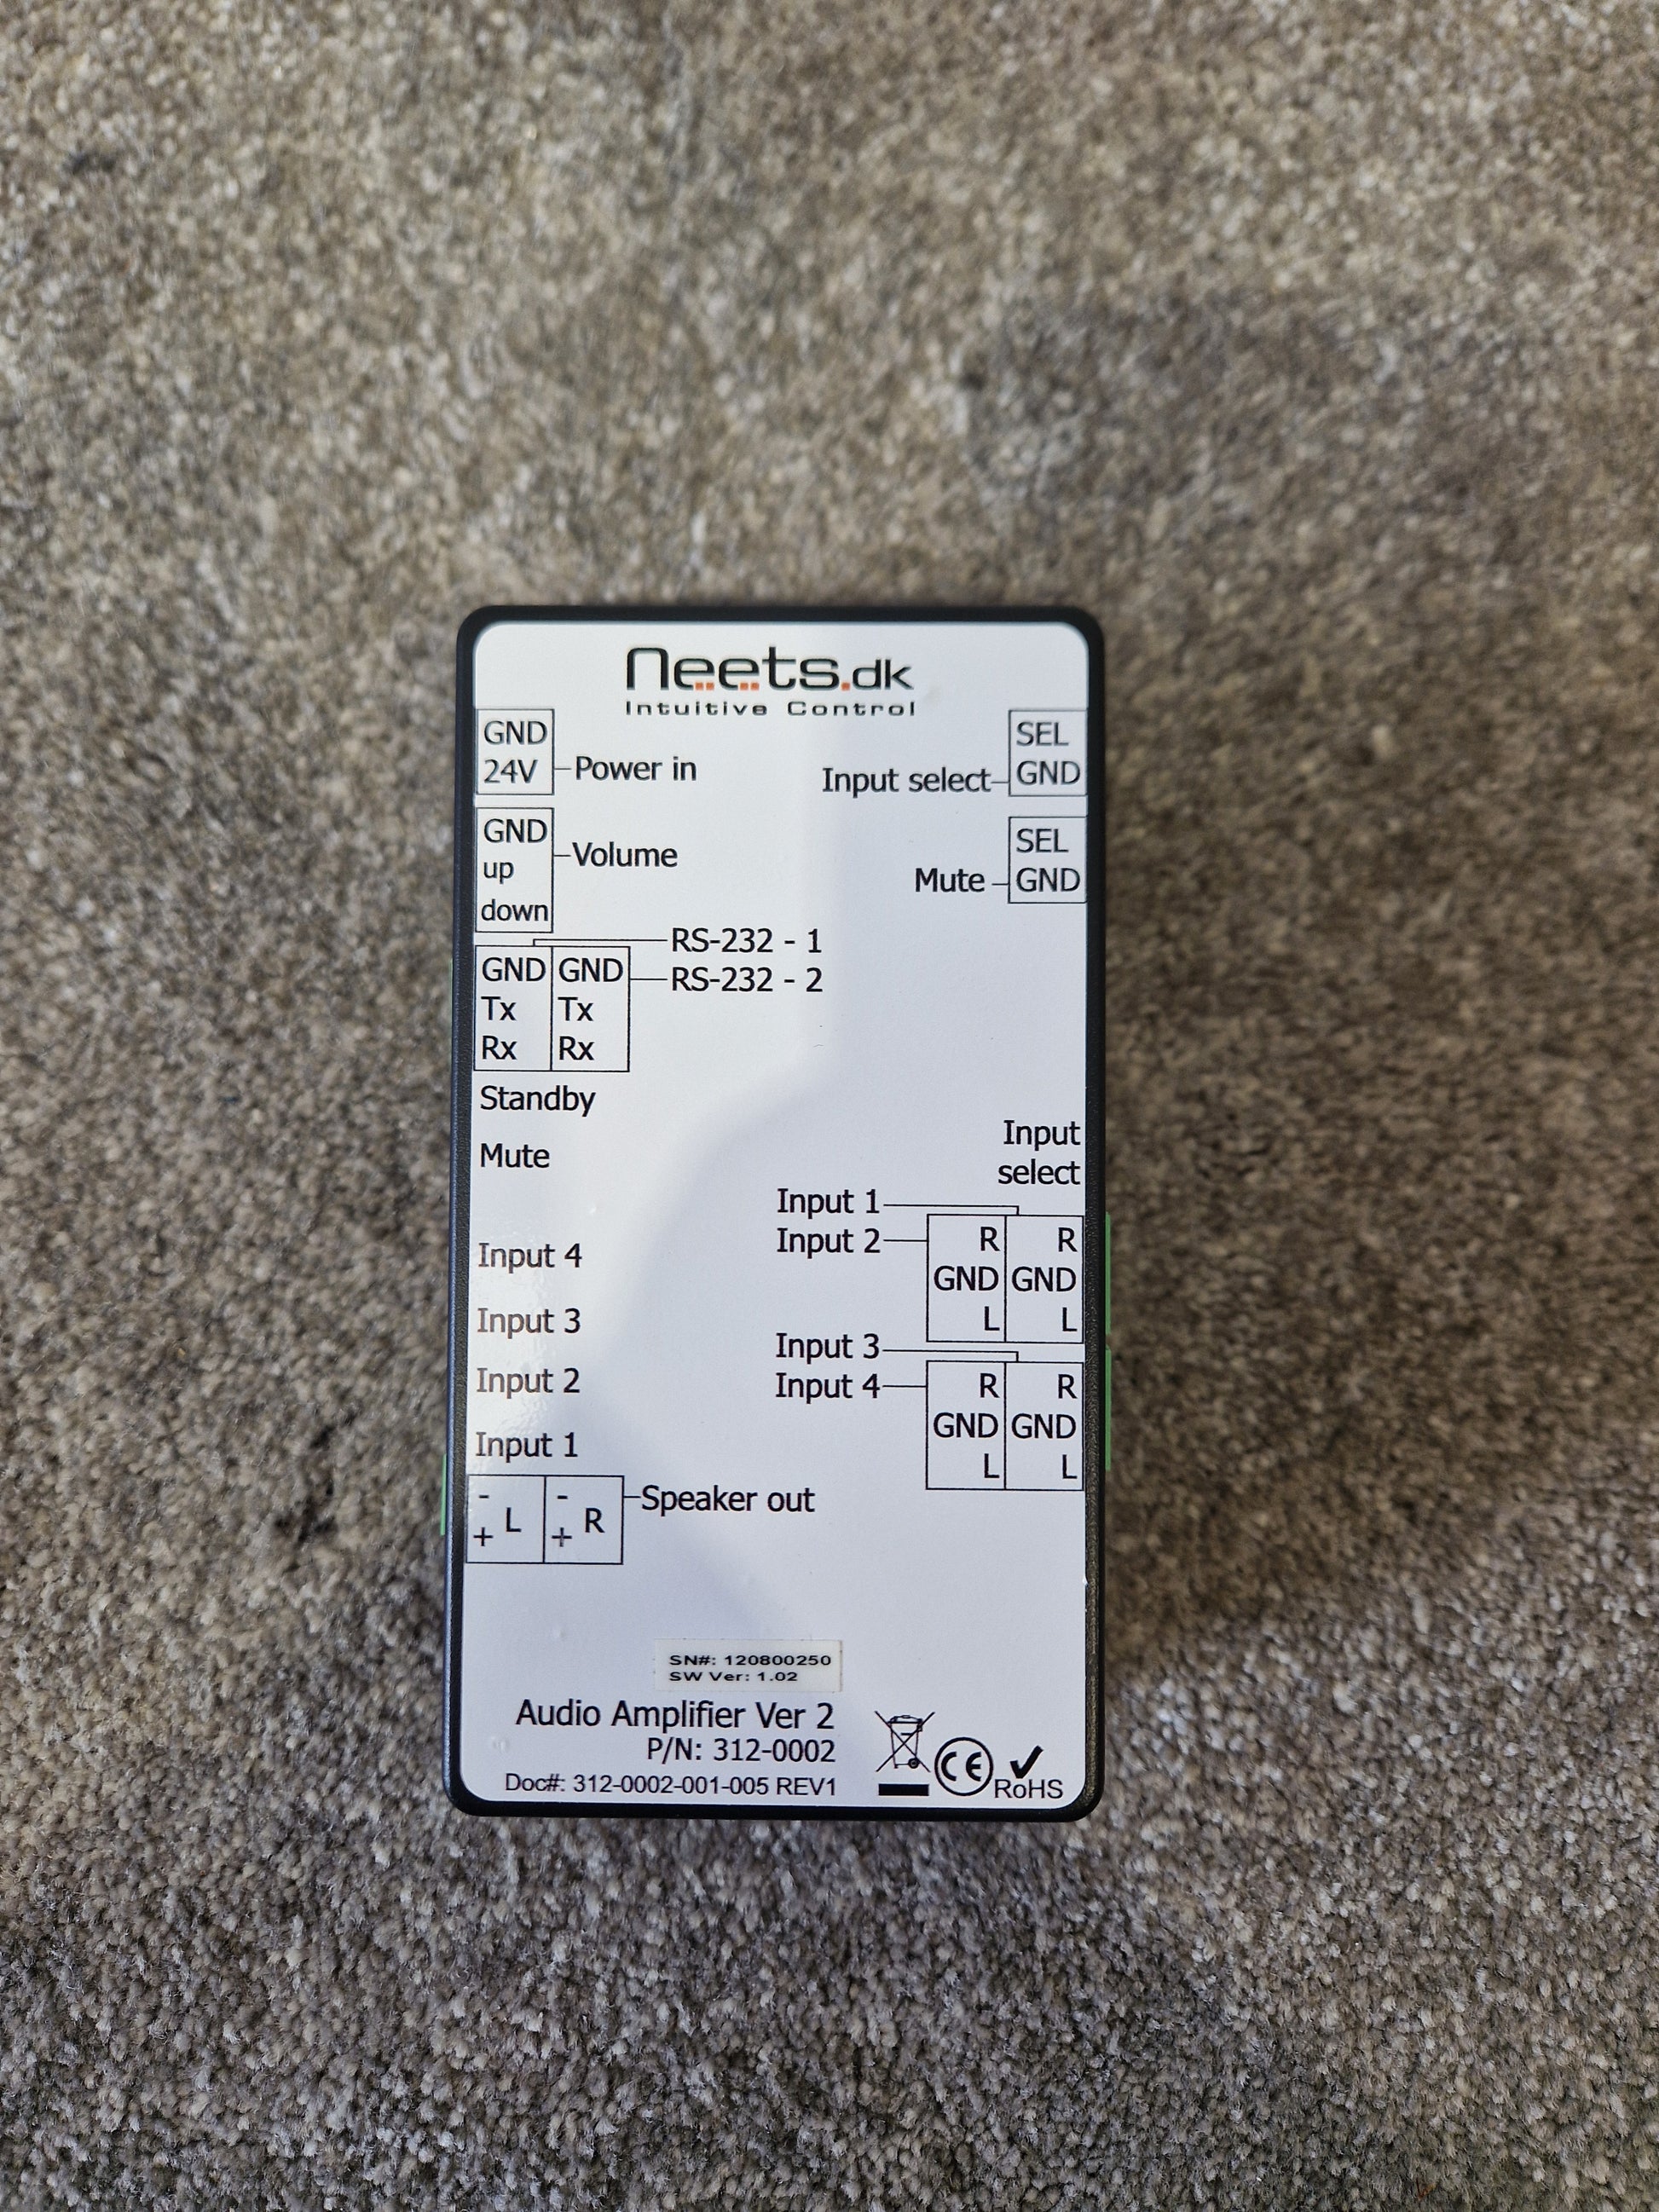 neets.dk
Intuitive Control
GND
24V
Power in
SEL
GND
Input select
GND
up
down
Volume
SEL
GND
Mute
RS-232 - 1
RS-232 - 2
GND GND
Tx Tx
Rx Rx
Standby
Mute
Input
select
Input 4
Input 3
Input 2
Input 1
Input 1
Input 2
R R
GND GND
L L
Input 3
Input 4
R R
GND GND
L L
- L - R
+ +
Speaker out
SN#: 120800250
SW Ver: 1.02
Audio Amplifier Ver 2
P/N: 312-0002
Doc#: 312-0002-001-005 REV1
CE
RoHS